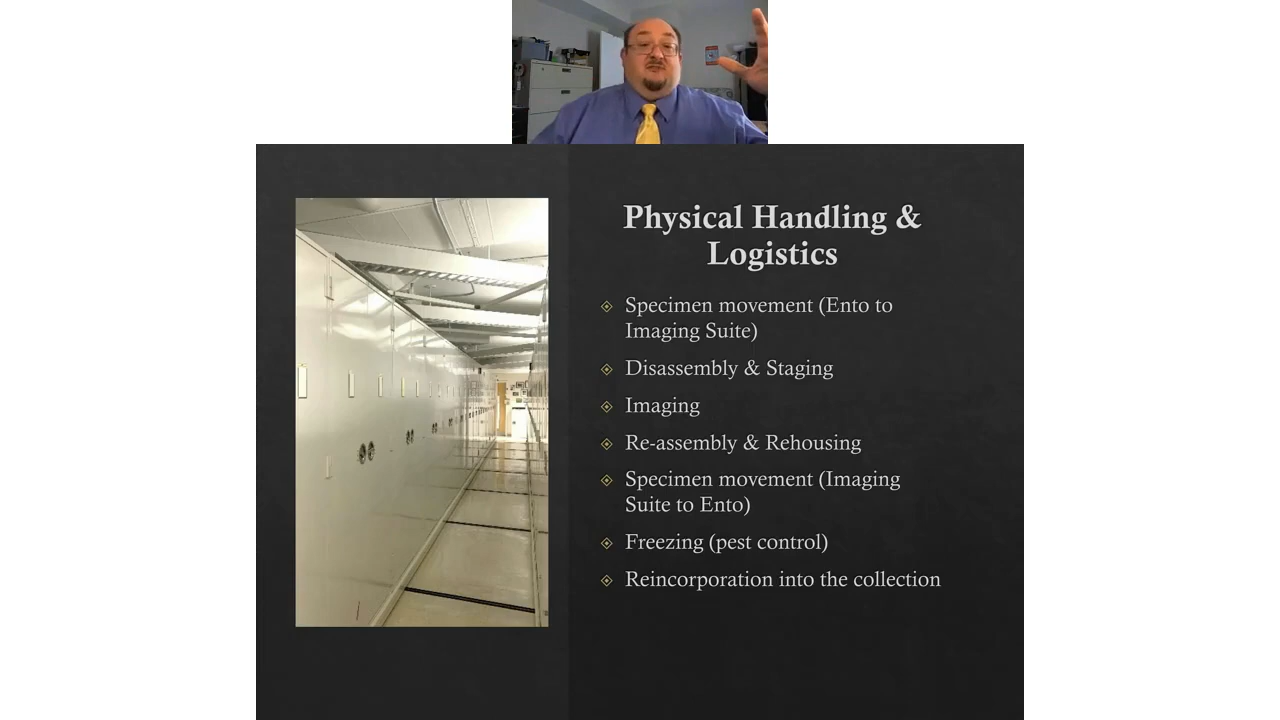 Physical Handling &
Logistics
Specimen movement (Ento to
Imaging Suite)
Disassembly & Staging
Imaging
Re-assembly & Rehousing
Specimen movement (Imaging
Suite to Ento)
Freezing (pest control)
Reincorporation into the collection